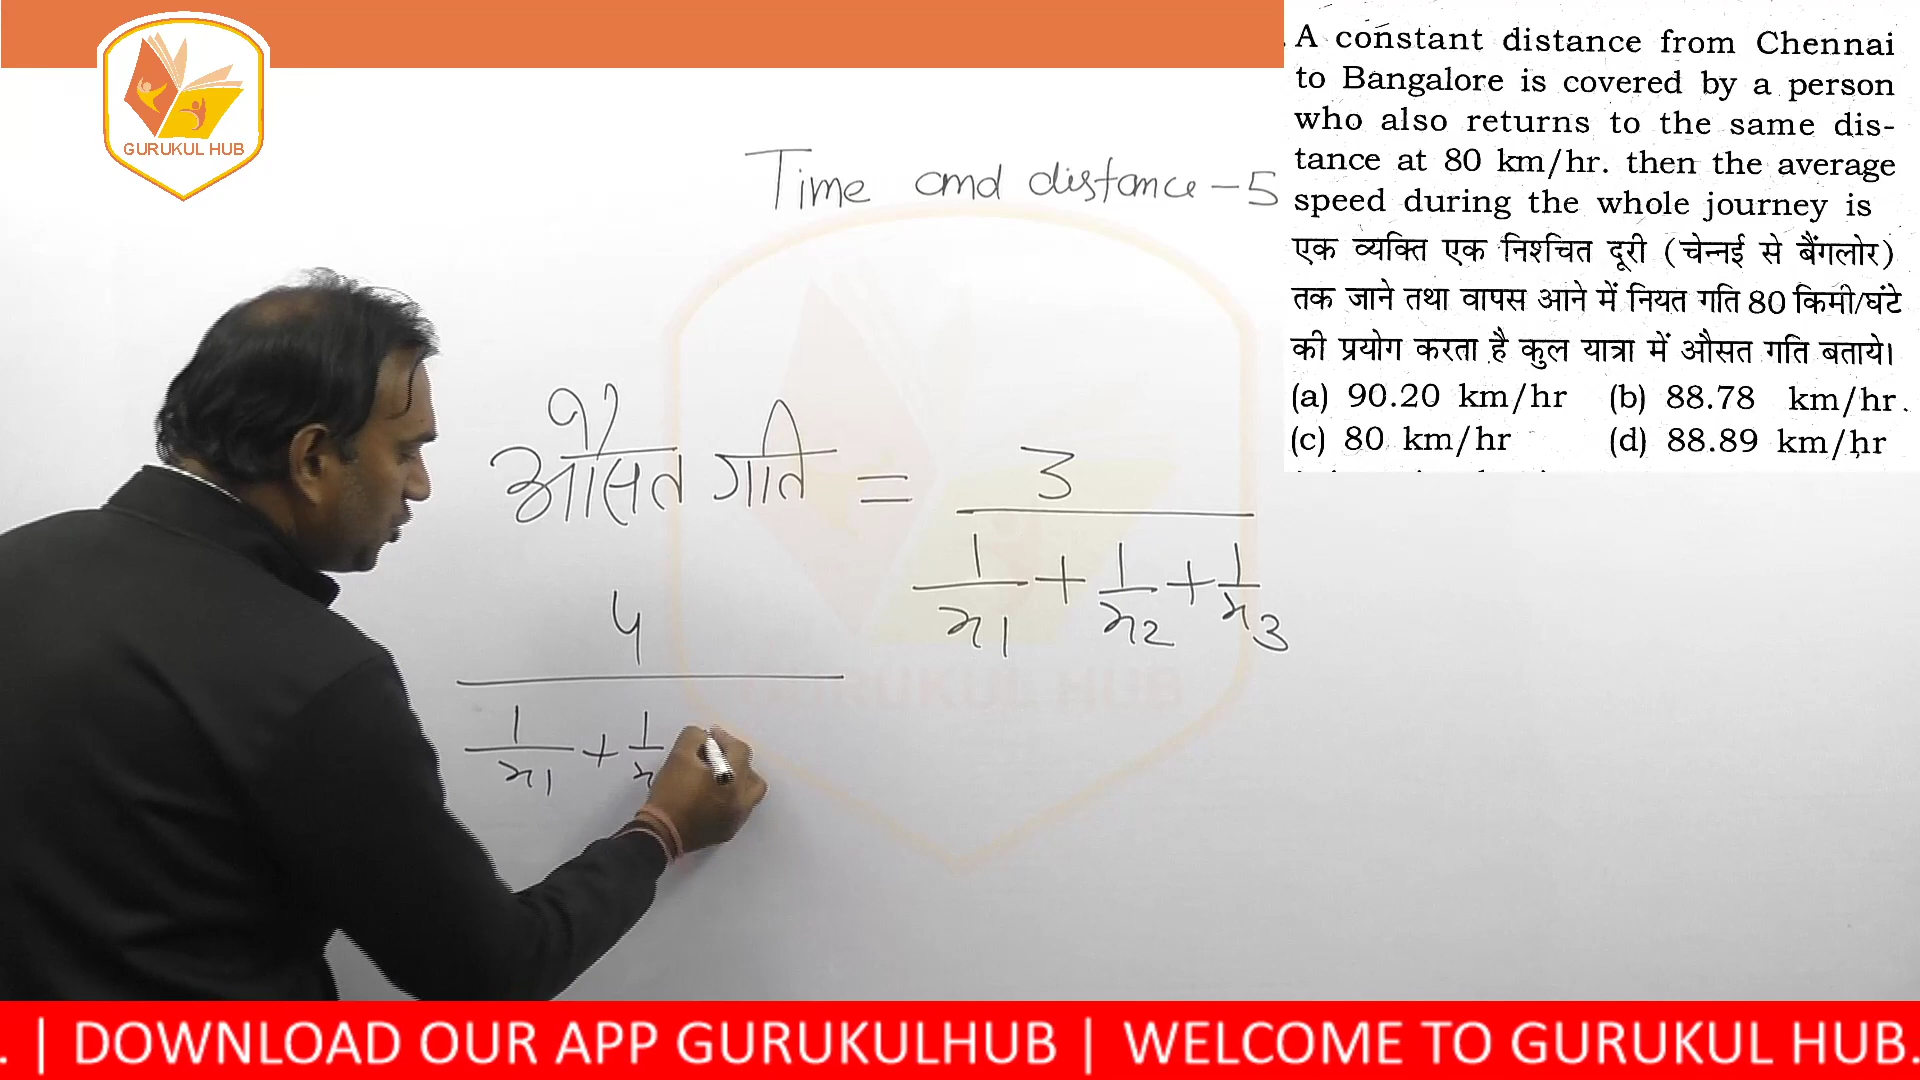 GURUKUL HUB
Time and distance - 5
A constant distance from Chennai
to Bangalore is covered by a person
who also returns to the same dis-
tance at 80 km/hr. then the average
speed during the whole journey is
एक व्यक्ति एक निश्चित दूरी (चेन्नई से बैंगलोर)
तक जाने तथा वापस आने में नियत गति 80 किमी/घंटे
की प्रयोग करता है कुल यात्रा में औसत गति बताये।
(a) 90.20 km/hr (b) 88.78 km/hr.
(c) 80 km/hr (d) 88.89 km/hr
औसत गति = 3
1 + 1 + 1
x1 x2 x3
4
1 + 1
x1 x
GURUKUL HUB
. | DOWNLOAD OUR APP GURUKULHUB | WELCOME TO GURUKUL HUB.